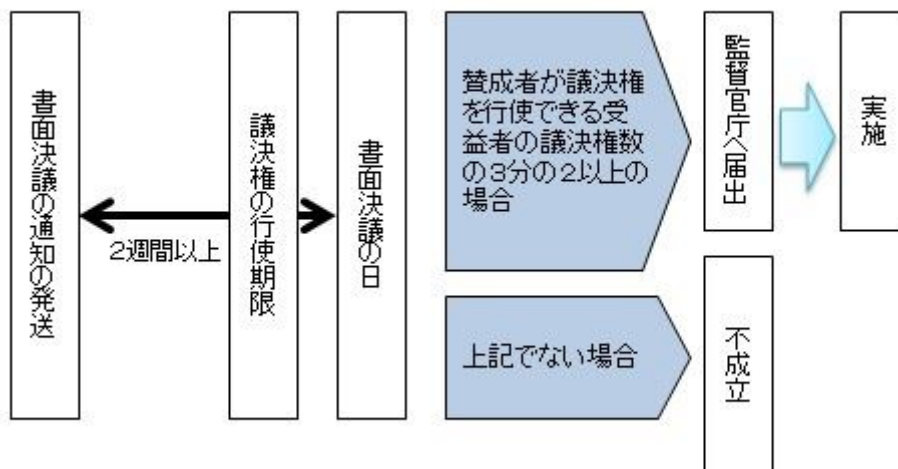 書面決議の通知の発送
2週間以上
議決権の行使期限
書面決議の日
賛成者が議決権
を行使できる受
益者の議決権数
の3分の2以上の
場合
監督官庁へ届出
実施
上記でない場合
不成立